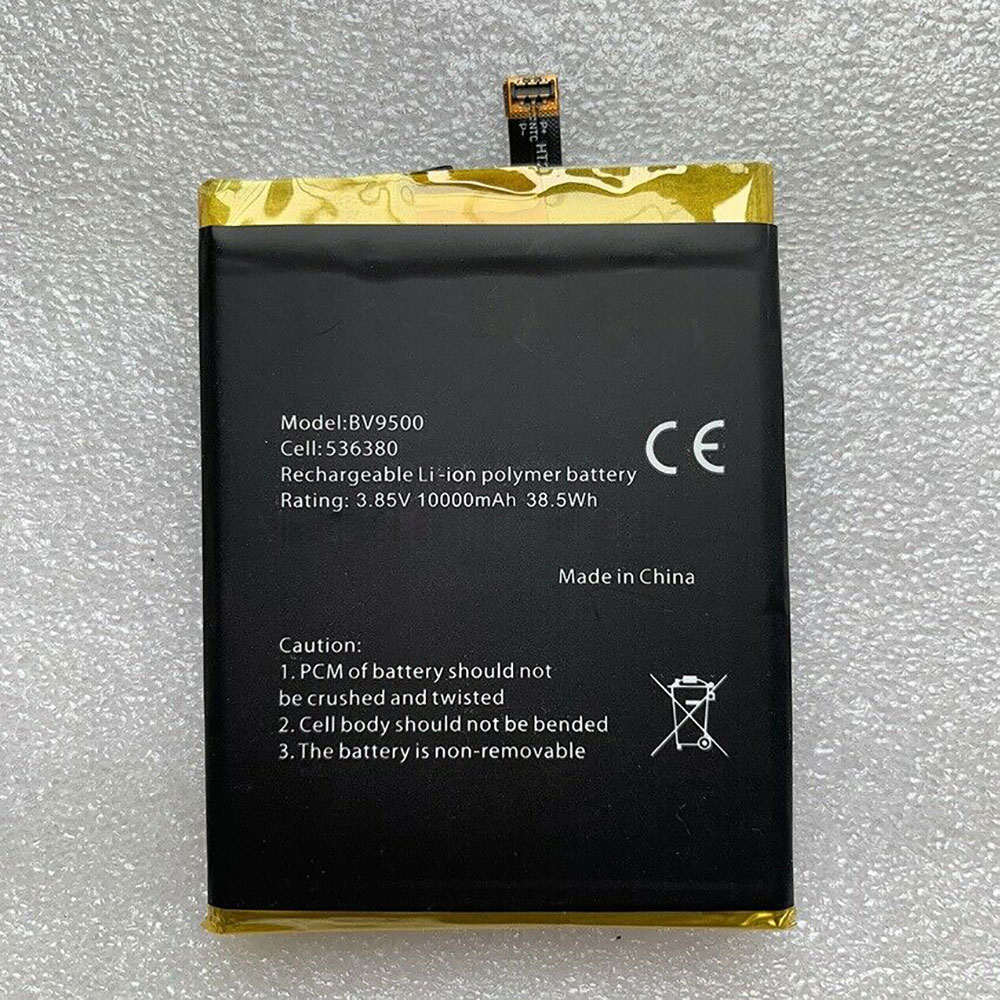 P+
NTC
P-
Model:BV9500
Cell:536380
Rechargeable Li-ion polymer battery
Rating: 3.85V 10000mAh 38.5Wh
CE
Made in China
Caution:
1. PCM of battery should not
be crushed and twisted
2. Cell body should not be bended
3. The battery is non-removable